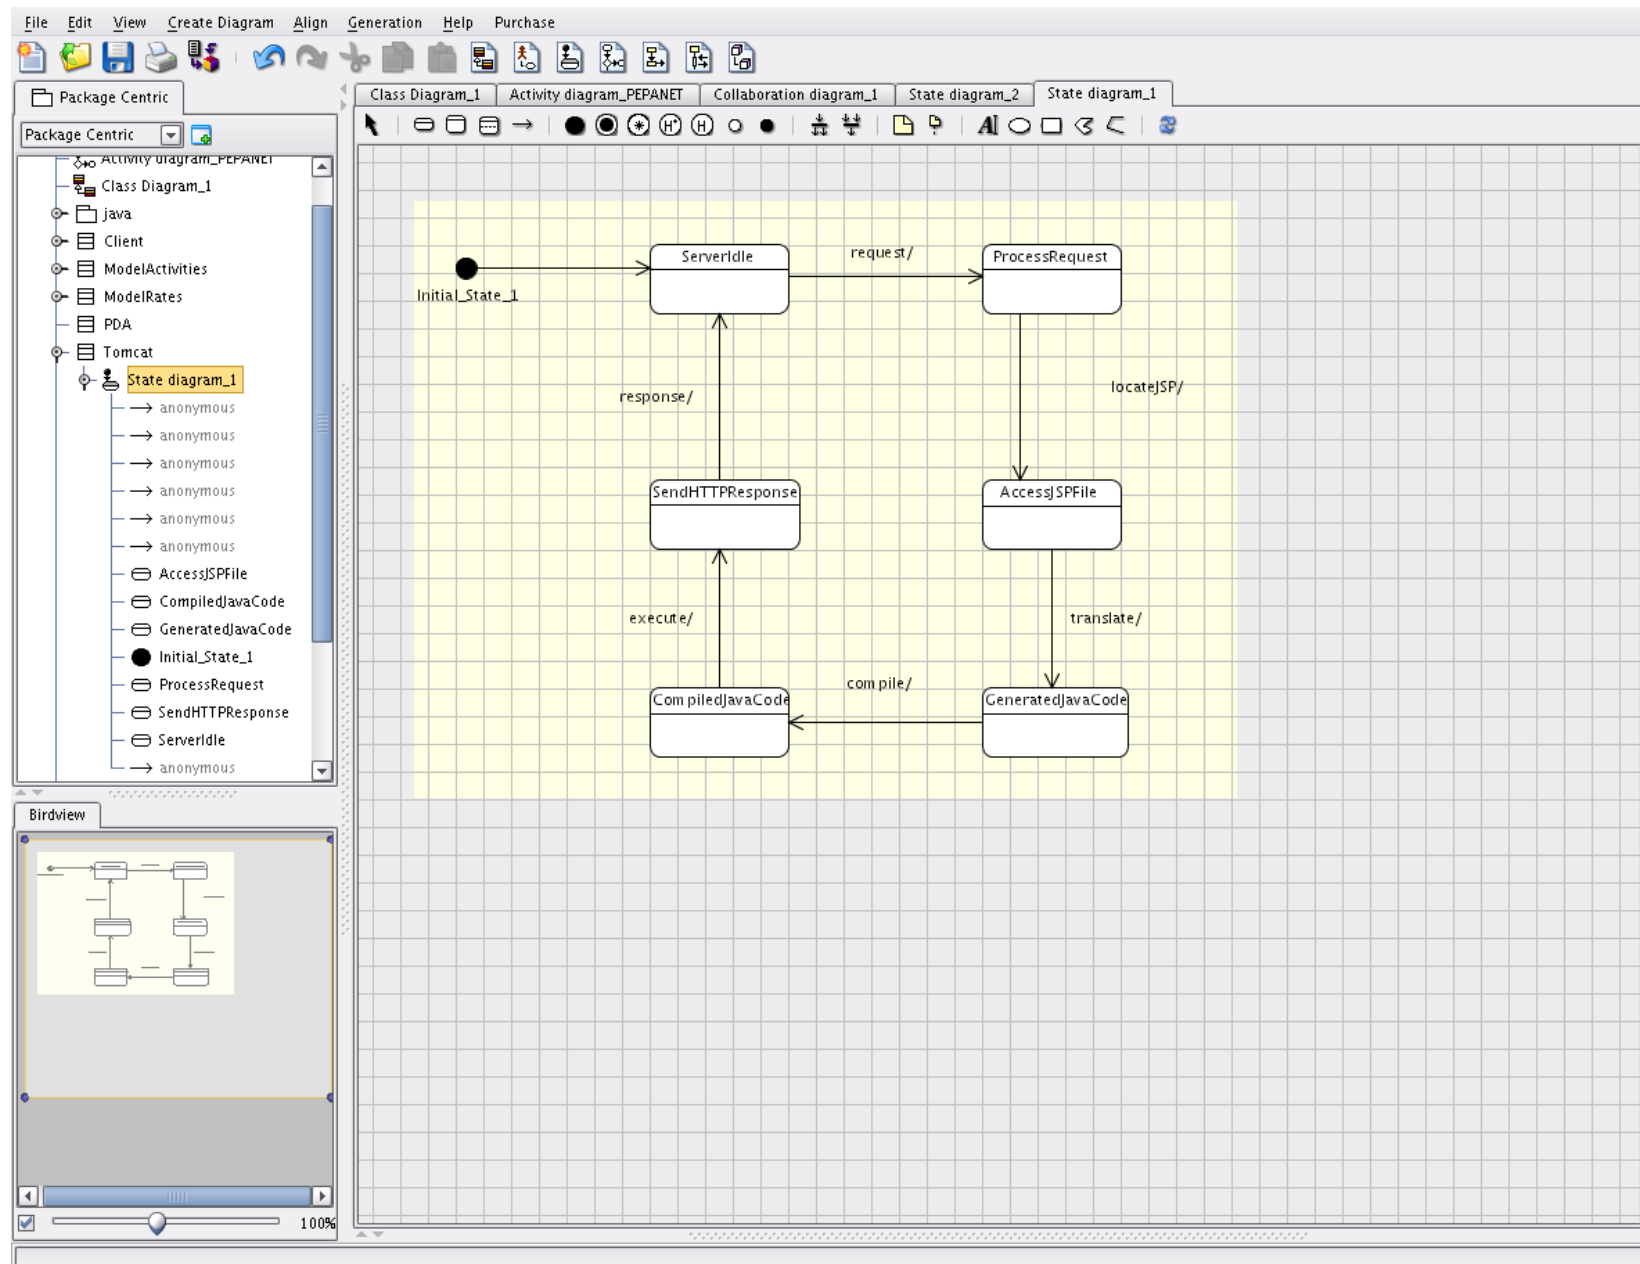 File Edit View Create Diagram Align Generation Help Purchase
Package Centric
Class Diagram_1 Activity diagram_PEPANET Collaboration diagram_1 State diagram_2 State diagram_1
Package Centric
Activity diagram_PEPANET
Class Diagram_1
java
Client
ModelActivities
ModelRates
PDA
Tomcat
State diagram_1
anonymous
anonymous
anonymous
anonymous
anonymous
anonymous
AccessJSPFile
CompiledJavaCode
GeneratedJavaCode
Initial_State_1
ProcessRequest
SendHTTPResponse
ServerIdle
anonymous
Birdview
100%
H* H
A
Initial_State_1
ServerIdle
request/
ProcessRequest
response/
locateJSP/
SendHTTPResponse
AccessJSPFile
execute/
translate/
CompiledJavaCode
compile/
GeneratedJavaCode